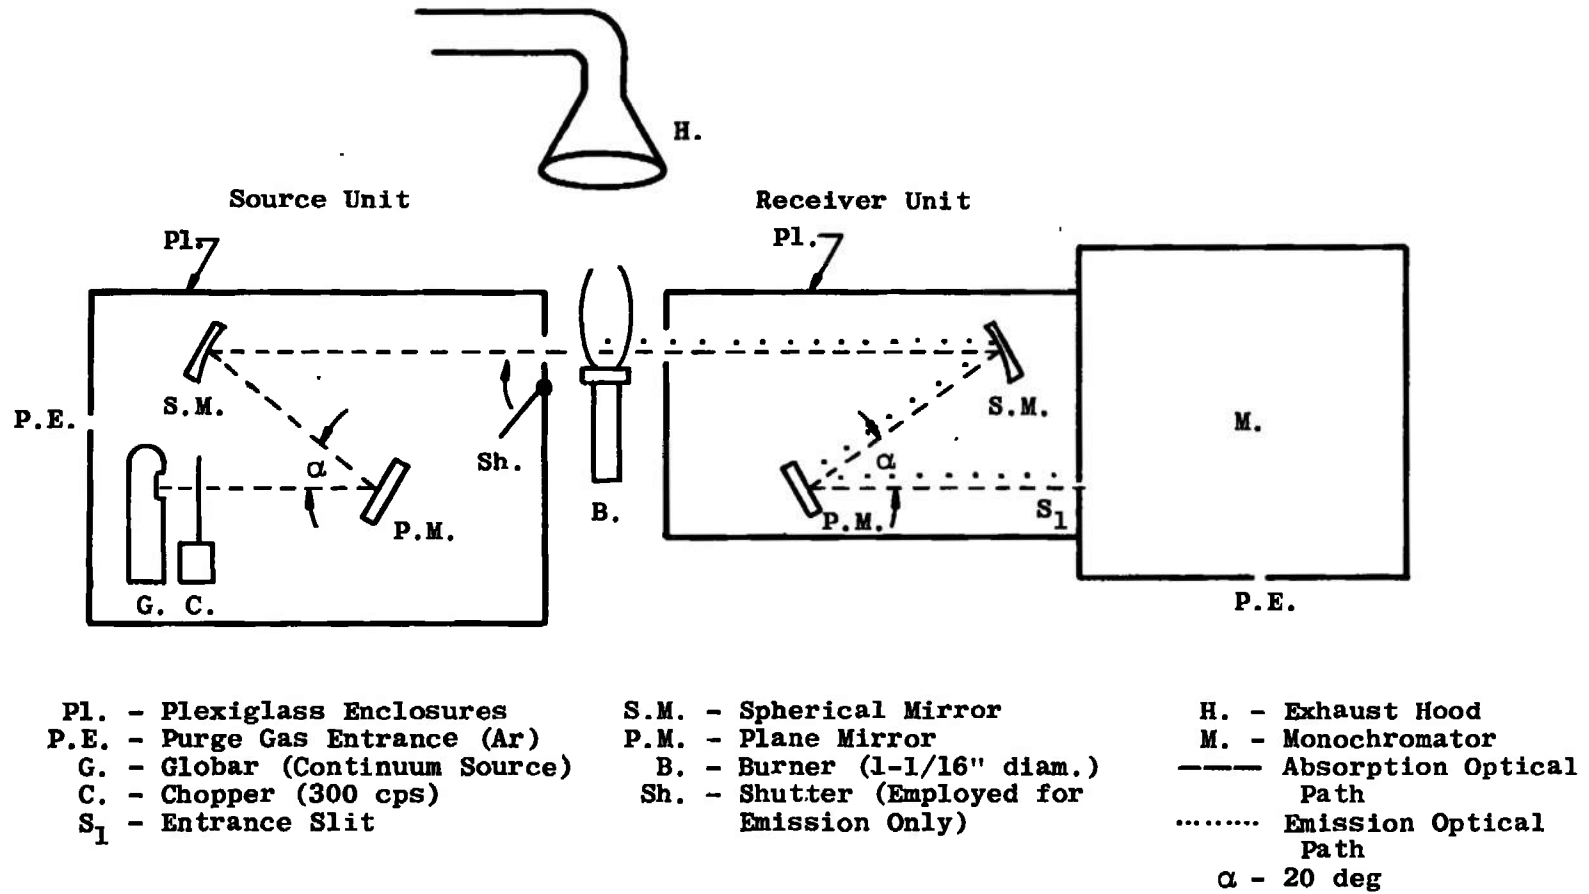 H.
Source Unit
Receiver Unit
Pl.
Pl.
S.M.
S.M.
P.E.
M.
α
Sh.
α
B.
S1
P.M.
P.M.
G. C.
P.E.
Pl. - Plexiglass Enclosures
P.E. - Purge Gas Entrance (Ar)
G. - Globar (Continuum Source)
C. - Chopper (300 cps)
S1 - Entrance Slit
S.M. - Spherical Mirror
P.M. - Plane Mirror
B. - Burner (1-1/16" diam.)
Sh. - Shutter (Employed for
Emission Only)
H. - Exhaust Hood
M. - Monochromator
Absorption Optical
Path
Emission Optical
Path
α - 20 deg